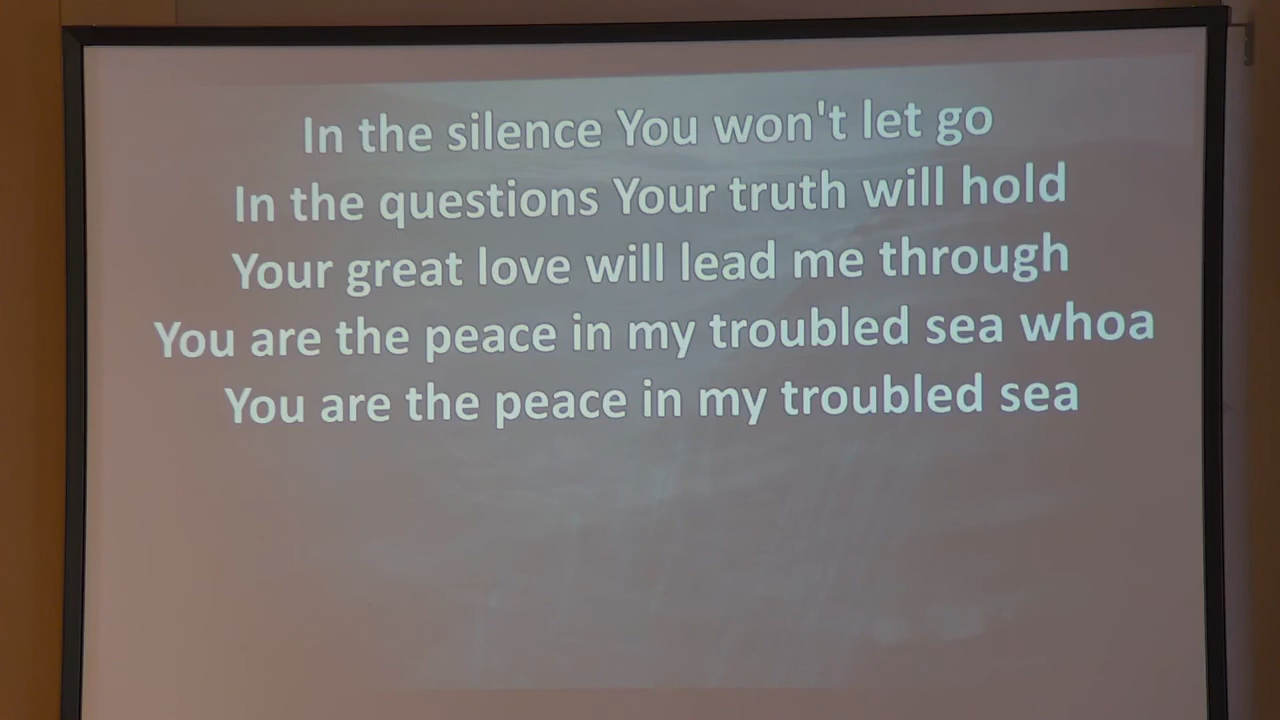 In the silence You won't let go
In the questions Your truth will hold
Your great love will lead me through
You are the peace in my troubled sea whoa
You are the peace in my troubled sea